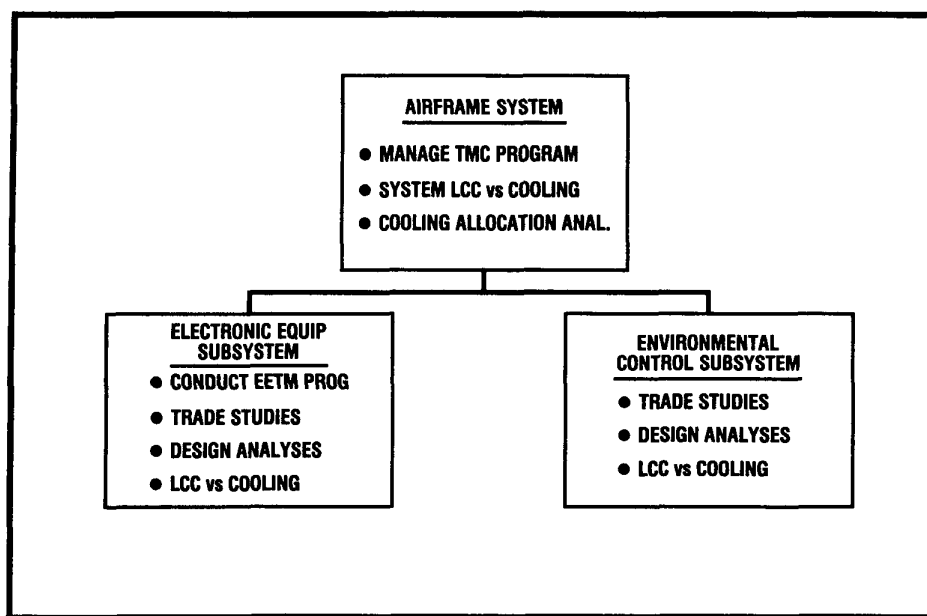 AIRFRAME SYSTEM
● MANAGE TMC PROGRAM
● SYSTEM LCC vs COOLING
● COOLING ALLOCATION ANAL.
ELECTRONIC EQUIP
SUBSYSTEM
● CONDUCT EETM PROG
● TRADE STUDIES
● DESIGN ANALYSES
● LCC vs COOLING
ENVIRONMENTAL
CONTROL SUBSYSTEM
● TRADE STUDIES
● DESIGN ANALYSES
● LCC vs COOLING